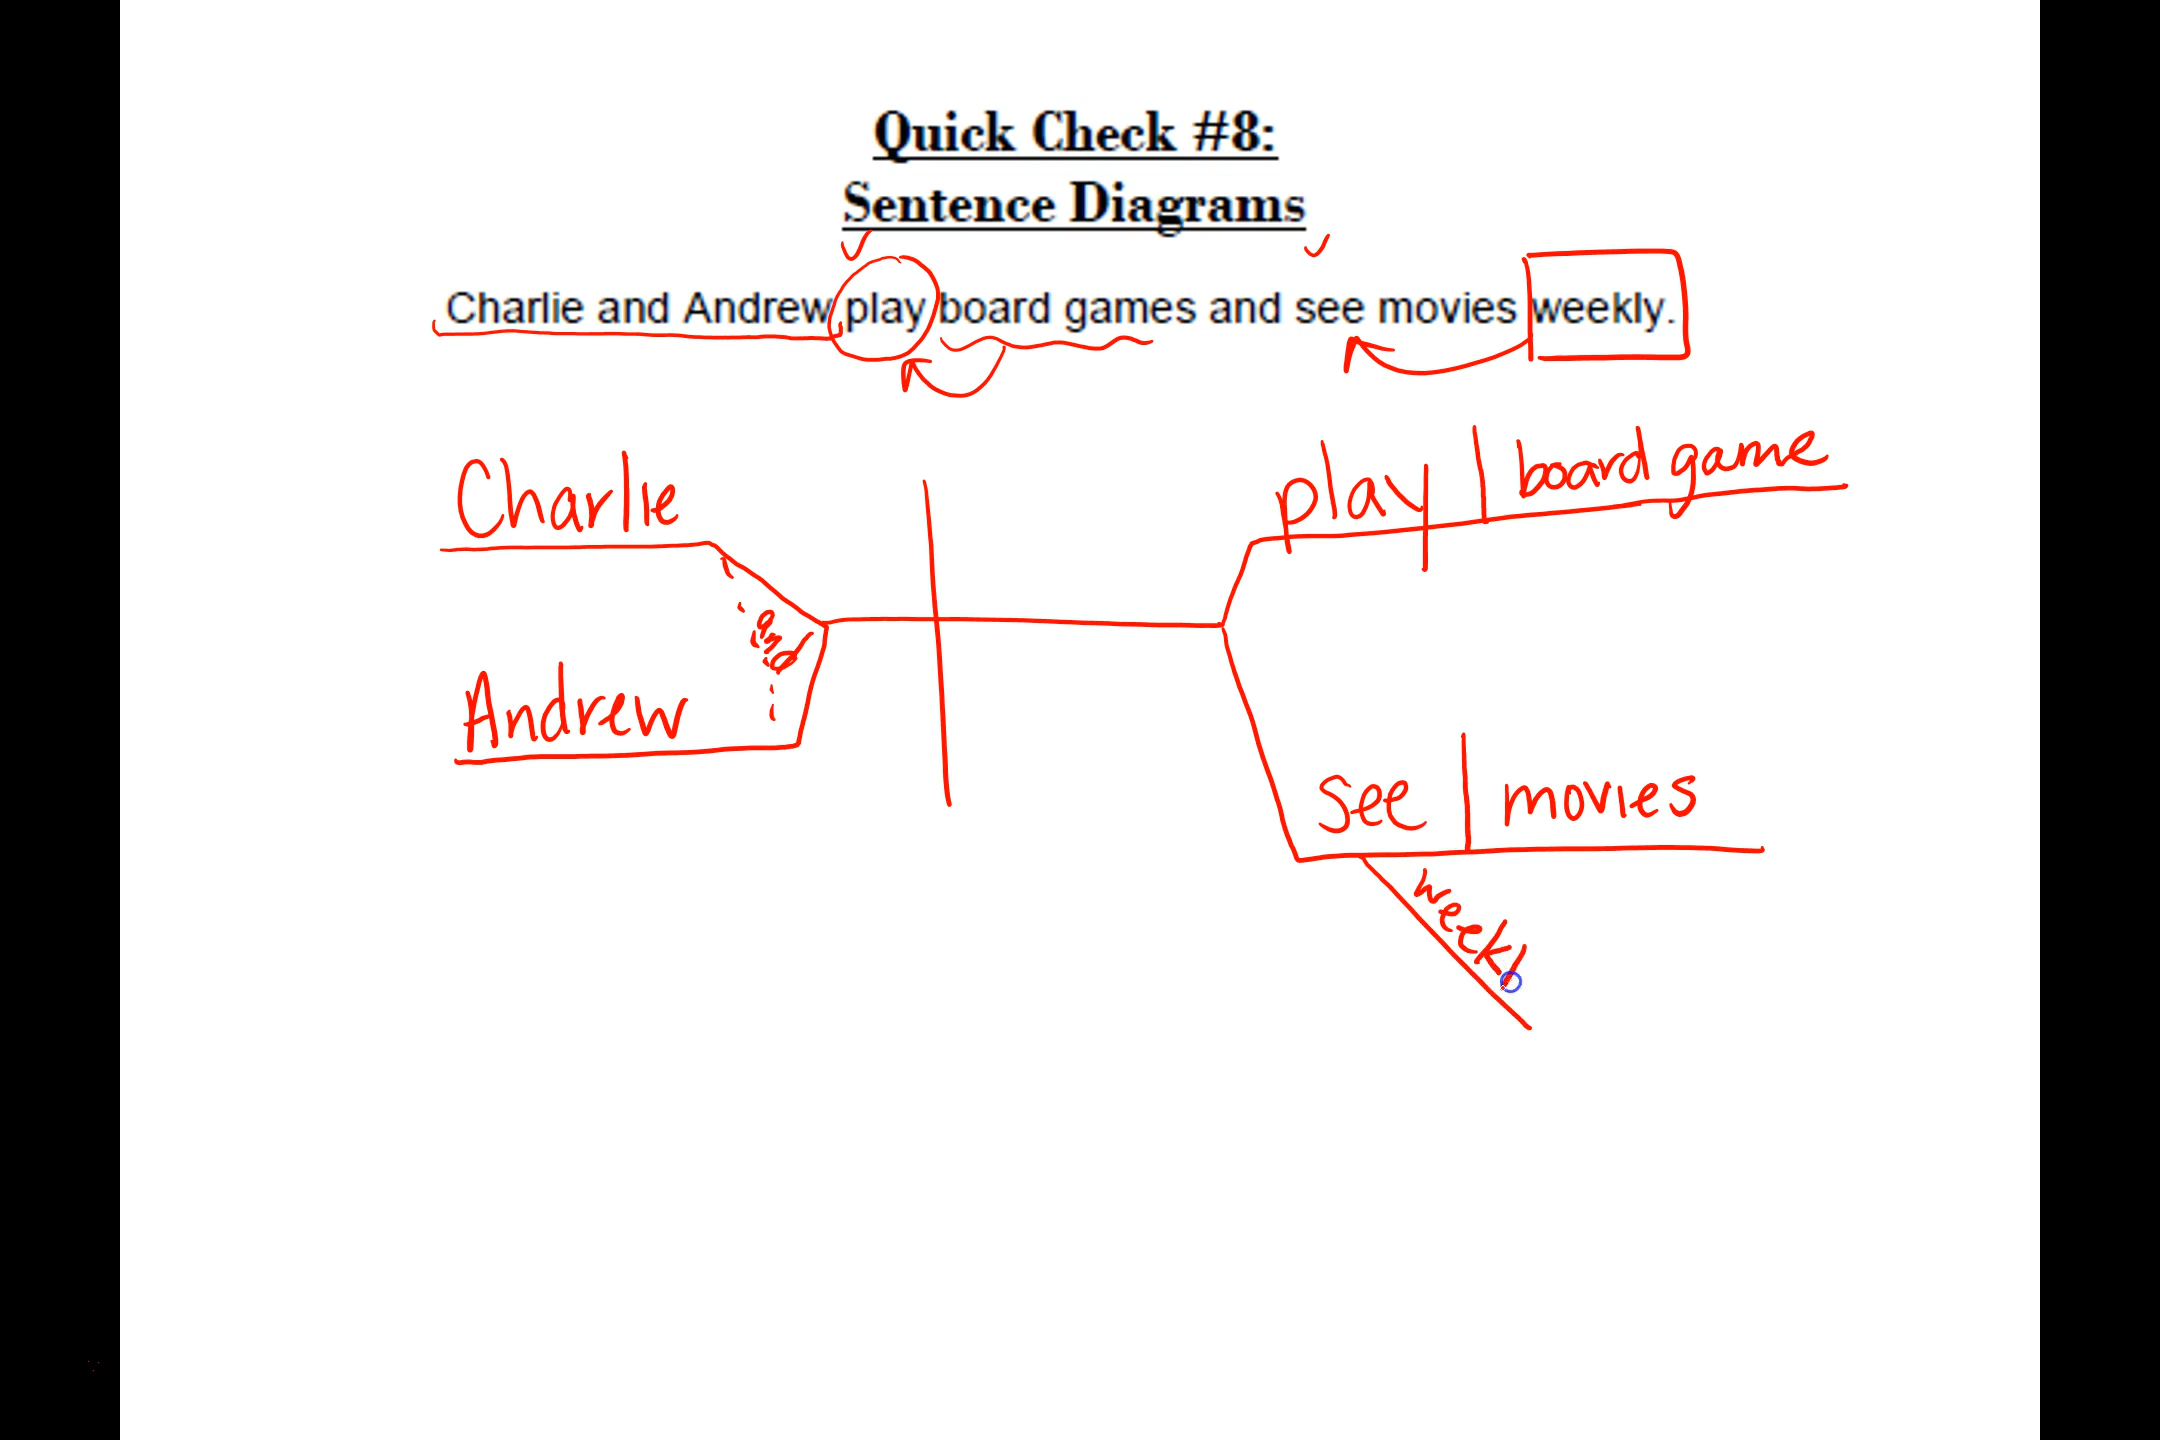 Quick Check #8:
Sentence Diagrams
Charlie and Andrew play board games and see movies weekly.
Charlie
play board game
and
Andrew
see movies
weekl